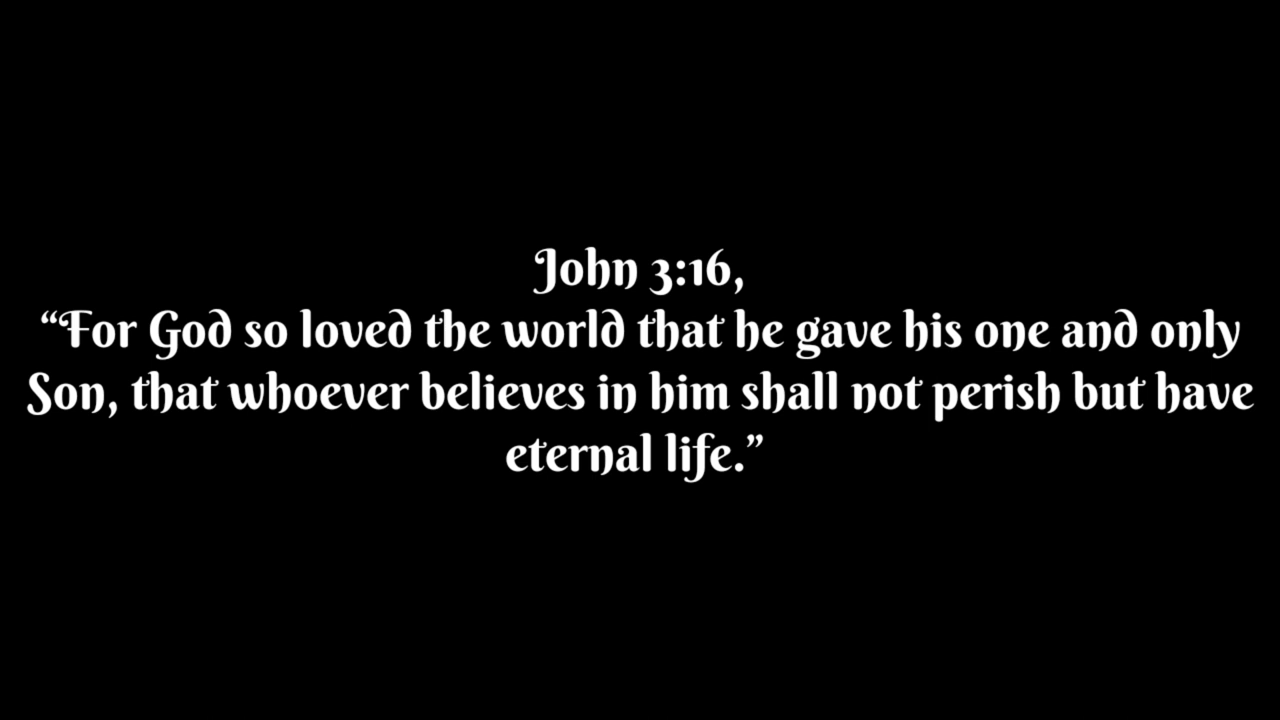 John 3:16,
“For God so loved the world that he gave his one and only
Son, that whoever believes in him shall not perish but have
eternal life.”